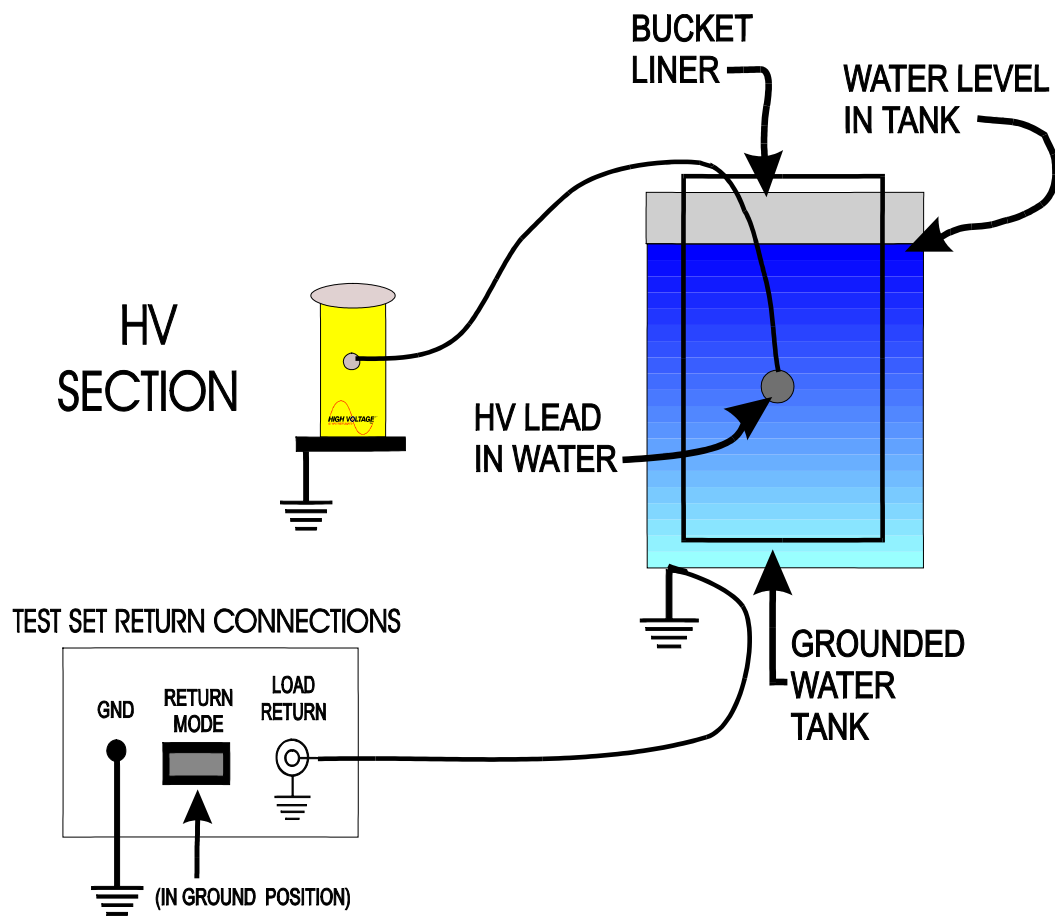 BUCKET
LINER
WATER LEVEL
IN TANK
HV
SECTION
HIGH VOLTAGE
HV LEAD
IN WATER
TEST SET RETURN CONNECTIONS
GND
RETURN
MODE
LOAD
RETURN
(IN GROUND POSITION)
GROUNDED
WATER
TANK